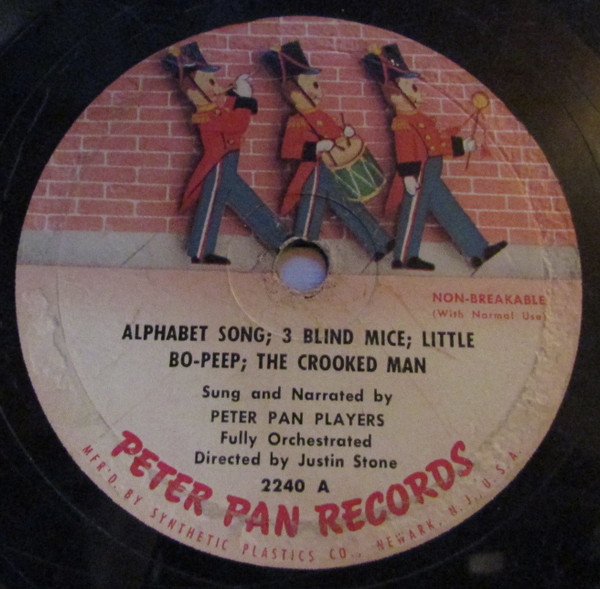 NON-BREAKABLE
(With Normal Use)
ALPHABET SONG; 3 BLIND MICE; LITTLE
BO-PEEP; THE CROOKED MAN
Sung and Narrated by
PETER PAN PLAYERS
Fully Orchestrated
Directed by Justin Stone
2240 A
PETER PAN RECORDS
MFR'D. BY SYNTHETIC PLASTICS CO., NEWARK, N.J., U.S.A.